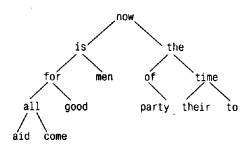 now
is the
for men of time
all good party their to
aid come